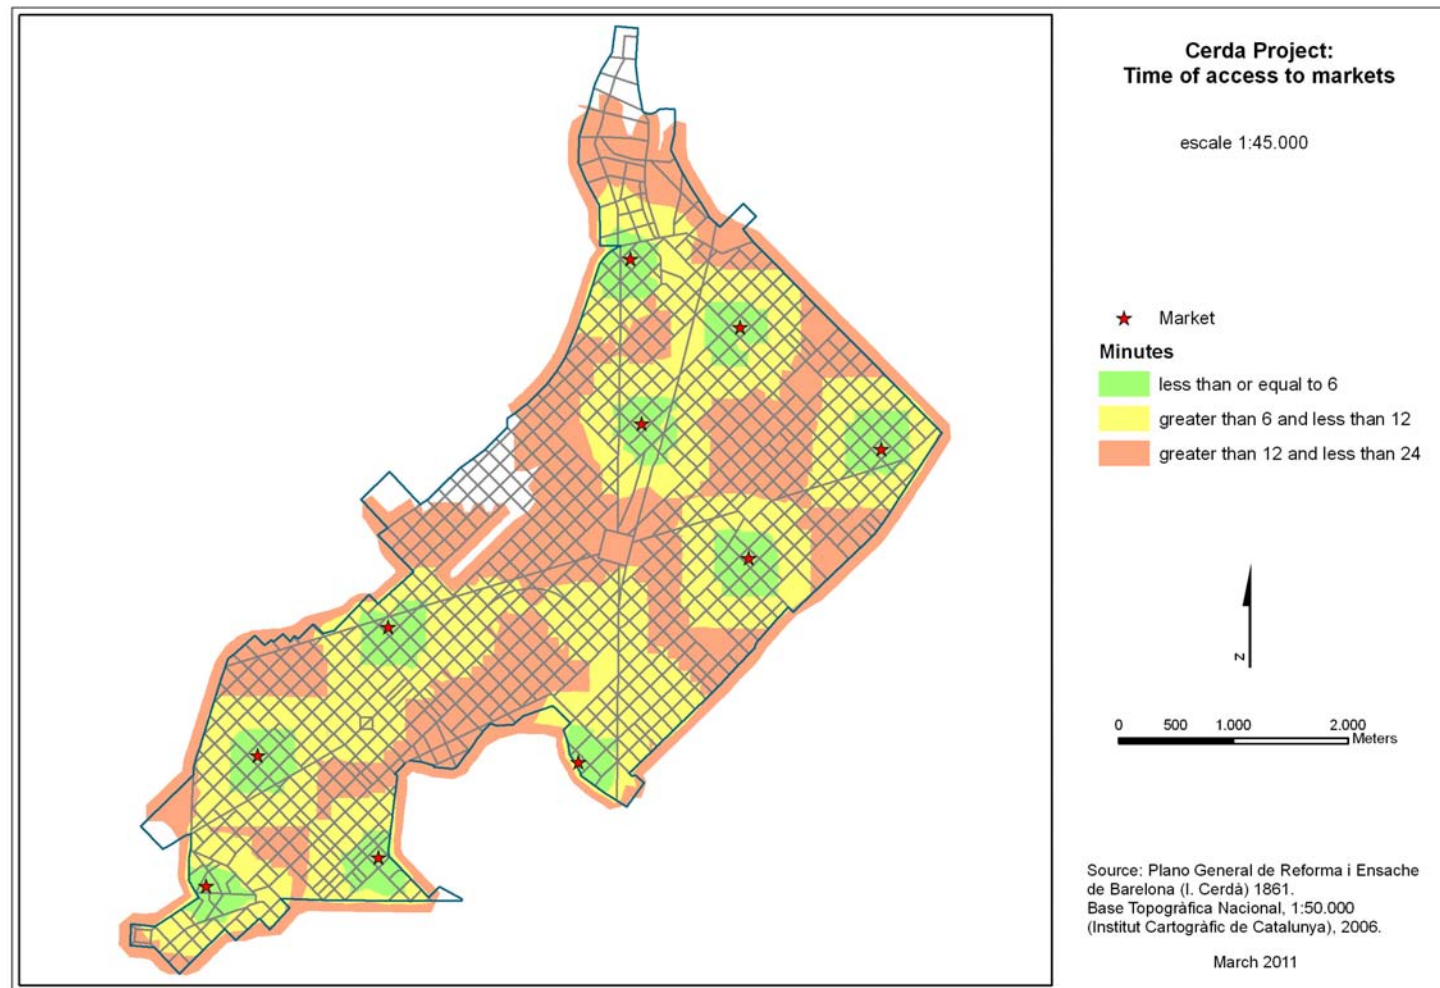 Cerda Project:
Time of access to markets
escale 1:45.000
Market
Minutes
less than or equal to 6
greater than 6 and less than 12
greater than 12 and less than 24
N
0 500 1.000 2.000
Meters
Source: Plano General de Reforma i Ensache
de Barelona (I. Cerdà) 1861.
Base Topogràfica Nacional, 1:50.000
(Institut Cartogràfic de Catalunya), 2006.
March 2011